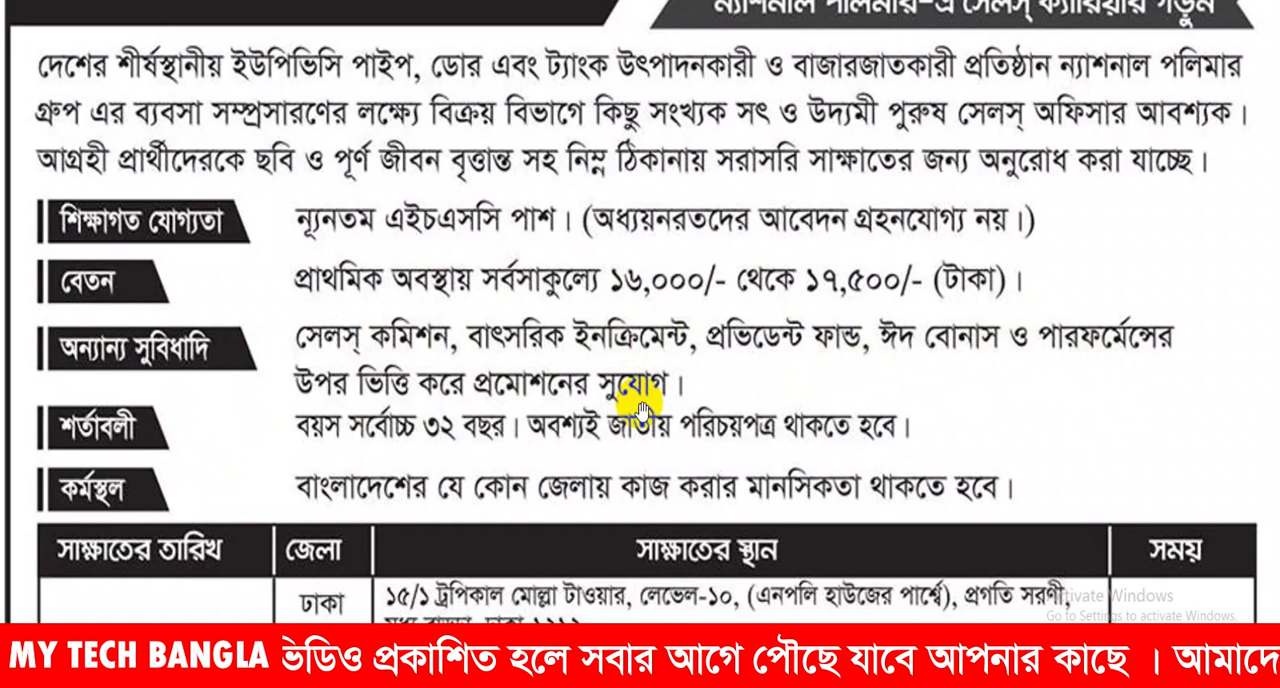 ন্যাশনাল পলিমার-এ সেলস্ ক্যারিয়ার গড়ুন
দেশের শীর্ষস্থানীয় ইউপিভিসি পাইপ, ডোর এবং ট্যাংক উৎপাদনকারী ও বাজারজাতকারী প্রতিষ্ঠান ন্যাশনাল পলিমার
গ্রুপ এর ব্যবসা সম্প্রসারণের লক্ষ্যে বিক্রয় বিভাগে কিছু সংখ্যক সৎ ও উদ্যমী পুরুষ সেলস্ অফিসার আবশ্যক।
আগ্রহী প্রার্থীদেরকে ছবি ও পূর্ণ জীবন বৃত্তান্ত সহ নিম্ন ঠিকানায় সরাসরি সাক্ষাতের জন্য অনুরোধ করা যাচ্ছে।
শিক্ষাগত যোগ্যতা ন্যূনতম এইচএসসি পাশ। (অধ্যয়নরতদের আবেদন গ্রহনযোগ্য নয়।)
বেতন প্রাথমিক অবস্থায় সর্বসাকুল্যে ১৬,০০০/- থেকে ১৭,৫০০/- (টাকা)।
অন্যান্য সুবিধাদি সেলস্ কমিশন, বাৎসরিক ইনক্রিমেন্ট, প্রভিডেন্ট ফান্ড, ঈদ বোনাস ও পারফর্মেন্সের
উপর ভিত্তি করে প্রমোশনের সুযোগ।
শর্তাবলী বয়স সর্বোচ্চ ৩২ বছর। অবশ্যই জাতীয় পরিচয়পত্র থাকতে হবে।
কর্মস্থল বাংলাদেশের যে কোন জেলায় কাজ করার মানসিকতা থাকতে হবে।
সাক্ষাতের তারিখ জেলা সাক্ষাতের স্থান সময়
ঢাকা ১৫/১ ট্রপিকাল মোল্লা টাওয়ার, লেভেল-১০, (এনপলি হাউজের পার্শ্বে), প্রগতি সরণী,
Activate Windows
Go to Settings to activate Windows.
MY TECH BANGLA ভিডিও প্রকাশিত হলে সবার আগে পৌছে যাবে আপনার কাছে । আমাদে